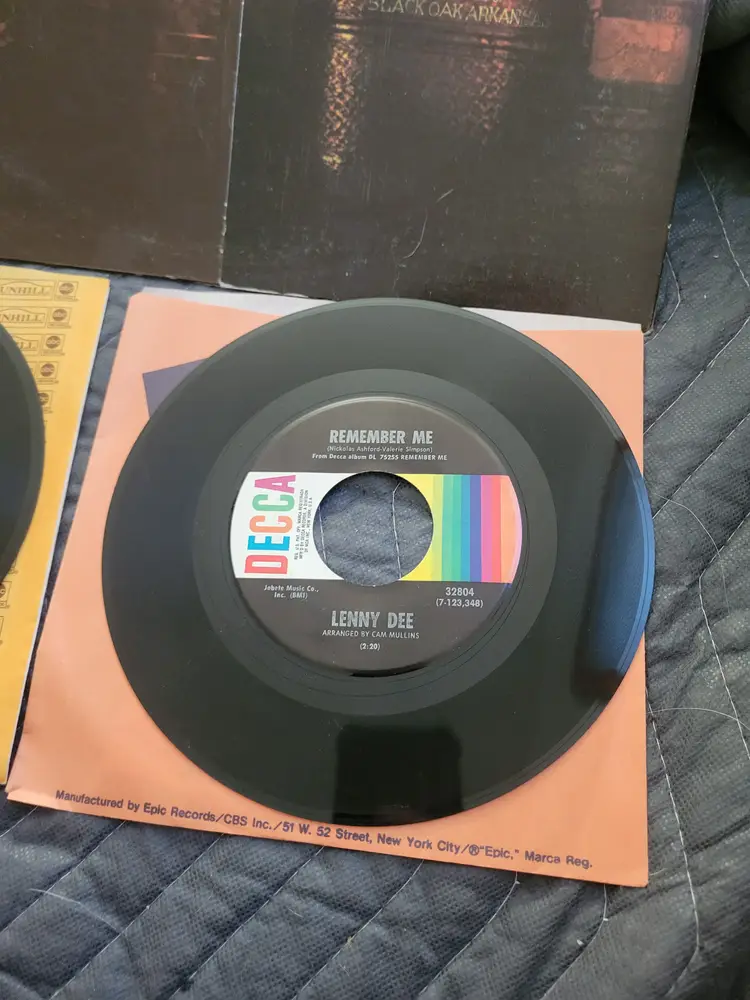 BLACK OAK ARKANSAS
UNHILL
NHILL
REMEMBER ME
(Nickolas Ashford-Valerie Simpson)
From Decca album DL 75255 REMEMBER ME
DECCA
Jobete Music Co.,
Inc. (BMI)
32804
(7-123,348)
LENNY DEE
ARRANGED BY CAM MULLINS
(2:20)
Manufactured by Epic Records/CBS Inc./51 W. 52 Street, New York City/®"Epic," Marca Reg.